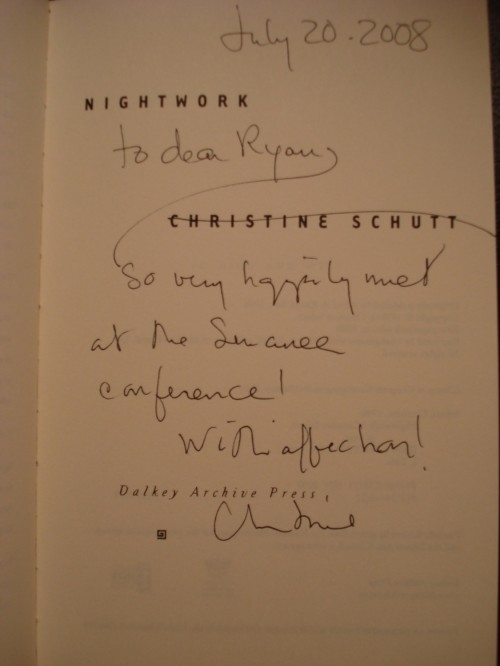 July 20 . 2008
NIGHTWORK
to dear Ryan,
CHRISTINE SCHUTT
So very happily met
at the Sewanee
conference!
With affection!
Dalkey Archive Press
Christine